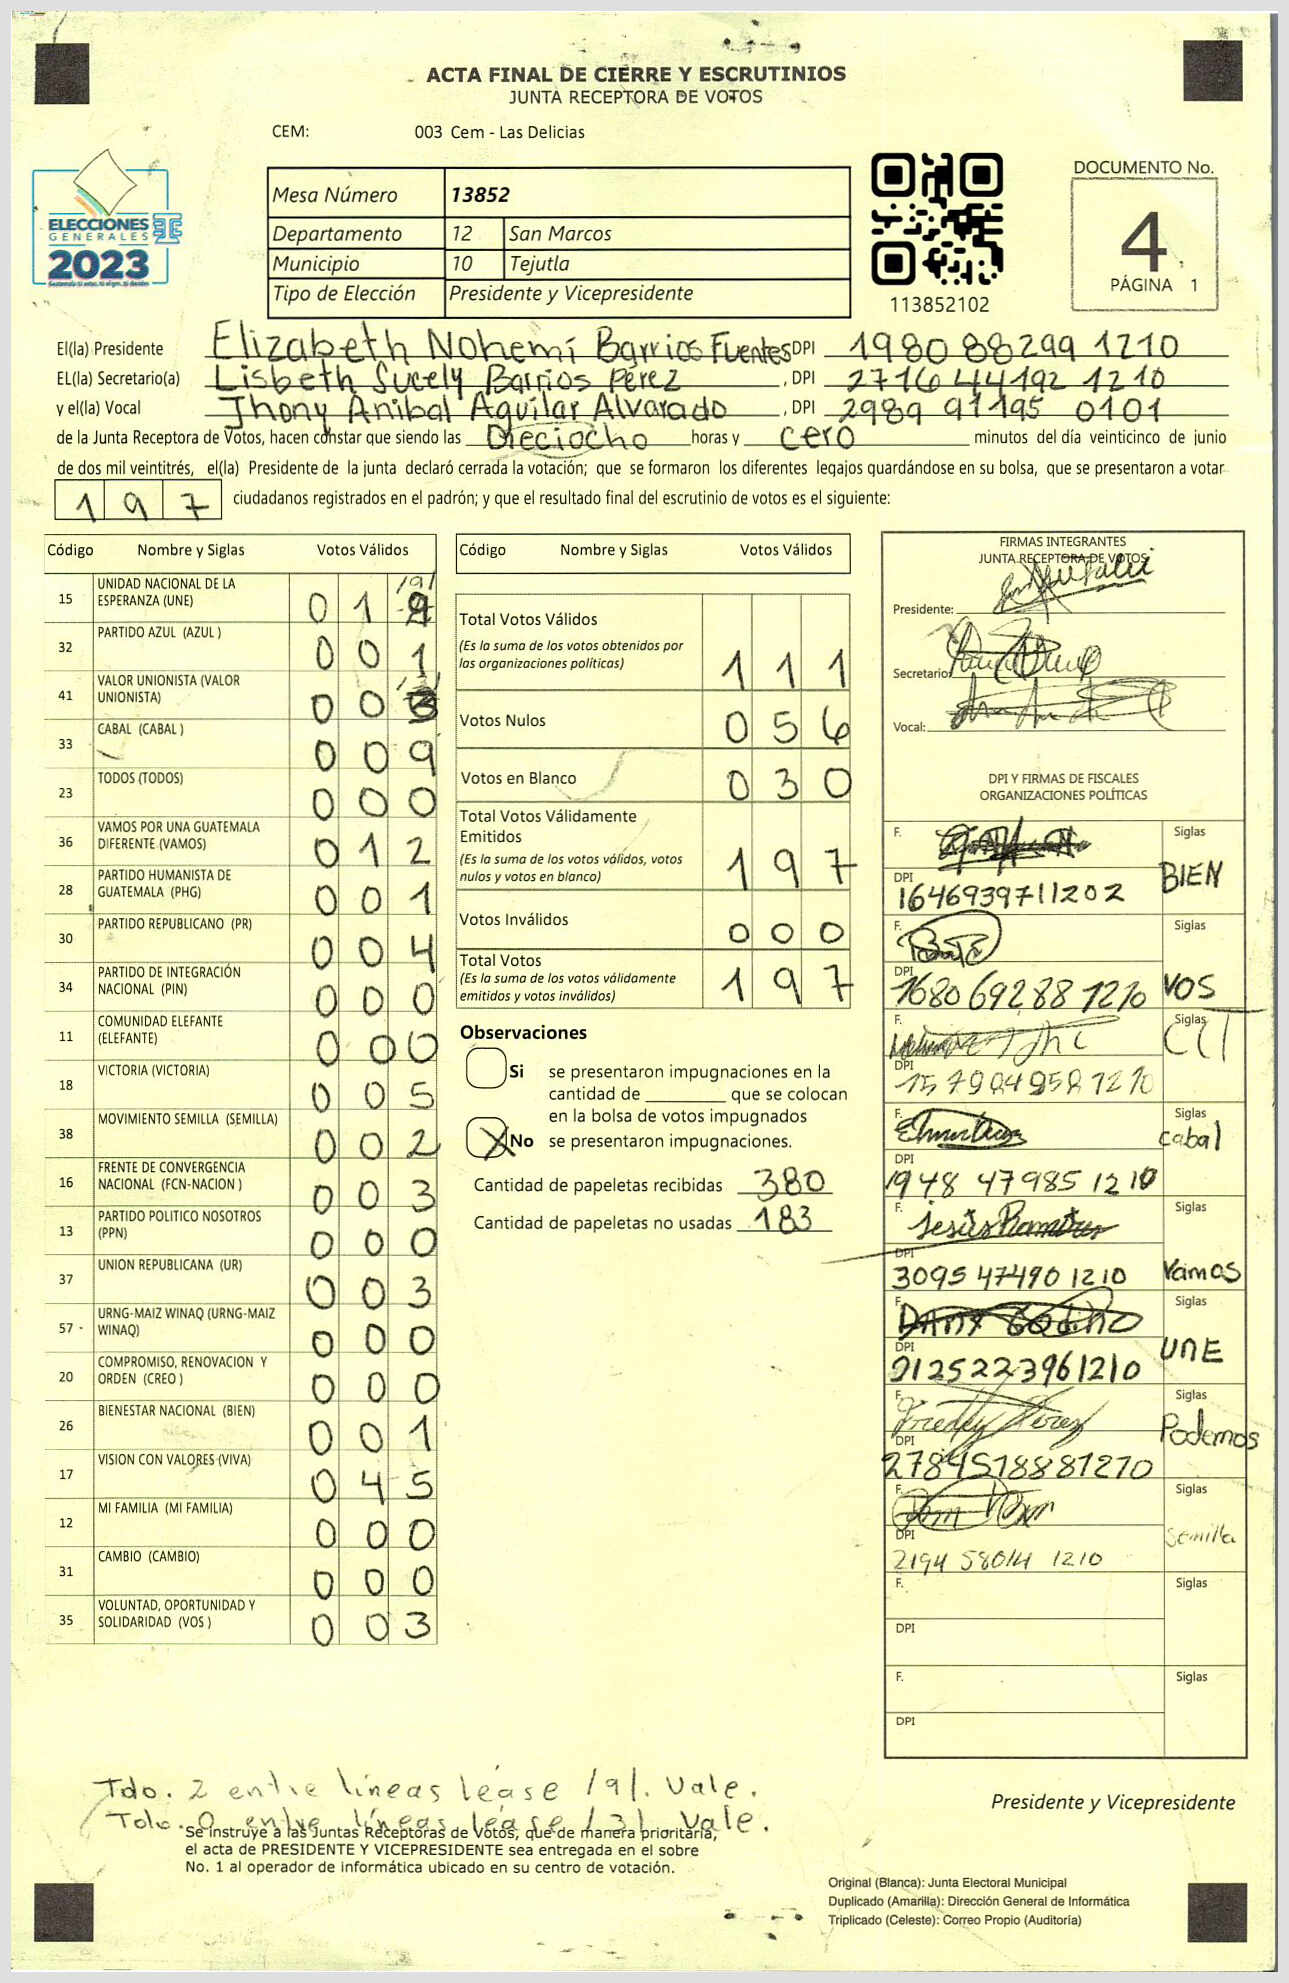 ACTA FINAL DE CIERRE Y ESCRUTINIOS
JUNTA RECEPTORA DE VOTOS
CEM: 003 Cem - Las Delicias
ELECCIONES
GENERALES
2023
Mesa Número 13852
Departamento 12 San Marcos
Municipio 10 Tejutla
Tipo de Elección Presidente y Vicepresidente
113852102
DOCUMENTO No.
4
PÁGINA 1
El(la) Presidente Elizabeth Nohemí Barrios Fuentes DPI 1980 88299 1210
EL(la) Secretario(a) Lisbeth Sucely Barrios Pérez , DPI 2716 44192 1210
y el(la) Vocal Jhony Anibal Aguilar Alvarado , DPI 2989 91195 0101
de la Junta Receptora de Votos, hacen constar que siendo las Dieciocho horas y cero minutos del día veinticinco de junio
de dos mil veintitrés, el(la) Presidente de la junta declaró cerrada la votación; que se formaron los diferentes legajos guardándose en su bolsa, que se presentaron a votar
1 9 7 ciudadanos registrados en el padrón; y que el resultado final del escrutinio de votos es el siguiente:
Código Nombre y Siglas Votos Válidos
15 UNIDAD NACIONAL DE LA ESPERANZA (UNE) 0 1 /9/
32 PARTIDO AZUL (AZUL ) 0 0 1
41 VALOR UNIONISTA (VALOR UNIONISTA) 0 0 /3/
33 CABAL (CABAL ) 0 0 9
23 TODOS (TODOS) 0 0 0
36 VAMOS POR UNA GUATEMALA DIFERENTE (VAMOS) 0 1 2
28 PARTIDO HUMANISTA DE GUATEMALA (PHG) 0 0 1
30 PARTIDO REPUBLICANO (PR) 0 0 4
34 PARTIDO DE INTEGRACIÓN NACIONAL (PIN) 0 0 0
11 COMUNIDAD ELEFANTE (ELEFANTE) 0 0 0
18 VICTORIA (VICTORIA) 0 0 5
38 MOVIMIENTO SEMILLA (SEMILLA) 0 0 2
16 FRENTE DE CONVERGENCIA NACIONAL (FCN-NACION ) 0 0 3
13 PARTIDO POLITICO NOSOTROS (PPN) 0 0 0
37 UNION REPUBLICANA (UR) 0 0 3
57 URNG-MAIZ WINAQ (URNG-MAIZ WINAQ) 0 0 0
20 COMPROMISO, RENOVACION Y ORDEN (CREO ) 0 0 0
26 BIENESTAR NACIONAL (BIEN) 0 0 1
17 VISION CON VALORES (VIVA) 0 4 5
12 MI FAMILIA (MI FAMILIA) 0 0 0
31 CAMBIO (CAMBIO) 0 0 0
35 VOLUNTAD, OPORTUNIDAD Y SOLIDARIDAD (VOS ) 0 0 3
Código Nombre y Siglas Votos Válidos
Total Votos Válidos
(Es la suma de los votos obtenidos por
las organizaciones políticas) 1 1 1
Votos Nulos 0 5 6
Votos en Blanco 0 3 0
Total Votos Válidamente
Emitidos
(Es la suma de los votos válidos, votos
nulos y votos en blanco) 1 9 7
Votos Inválidos 0 0 0
Total Votos
(Es la suma de los votos válidamente
emitidos y votos inválidos) 1 9 7
Observaciones
Si se presentaron impugnaciones en la
cantidad de ________ que se colocan
en la bolsa de votos impugnados
X No se presentaron impugnaciones.
Cantidad de papeletas recibidas 380
Cantidad de papeletas no usadas 183
FIRMAS INTEGRANTES
JUNTA RECEPTORA DE VOTOS
Presidente:
Secretario:
Vocal:
DPI Y FIRMAS DE FISCALES
ORGANIZACIONES POLÍTICAS
F. Siglas
DPI 1646939711202 BIEN
F. Siglas
DPI 1680 69288 1210 VOS
F. Siglas
DPI
F. Siglas
cabal
DPI 1948 47985 1210
F. Jesús Ramírez Siglas
DPI 3095 47490 1210 Vamos
F. Siglas
UNE
DPI 2125223961210
F. Fredy Pérez Siglas
Podemos
DPI 2784518881210
F. Siglas
Semilla
DPI 2194 58014 1210
F. Siglas
DPI
F. Siglas
DPI
Tdo. 2 entre líneas léase /9/. Vale.
Tdo. 0 entre líneas léase /3/. Vale.
Se instruye a las Juntas Receptoras de Votos, que de manera prioritaria,
el acta de PRESIDENTE Y VICEPRESIDENTE sea entregada en el sobre
No. 1 al operador de informática ubicado en su centro de votación.
Presidente y Vicepresidente
Original (Blanca): Junta Electoral Municipal
Duplicado (Amarilla): Dirección General de Informática
Triplicado (Celeste): Correo Propio (Auditoría)